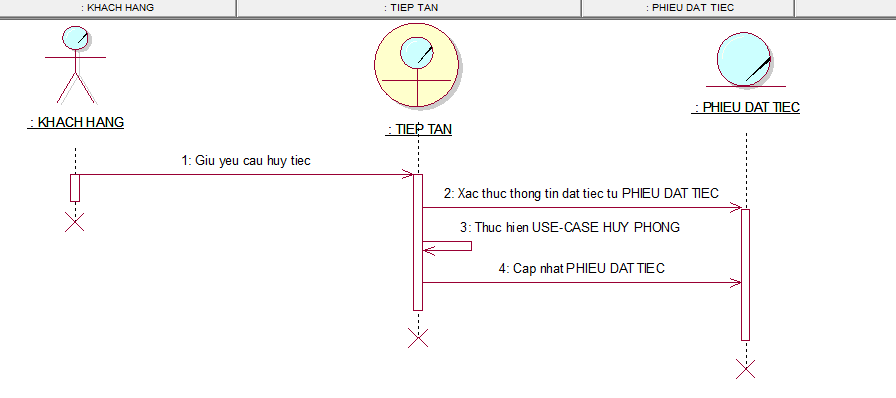 : KHACH HANG
: TIEP TAN
: PHIEU DAT TIEC
: KHACH HANG
: TIEP TAN
: PHIEU DAT TIEC
1: Giu yeu cau huy tiec
2: Xac thuc thong tin dat tiec tu PHIEU DAT TIEC
3: Thuc hien USE-CASE HUY PHONG
4: Cap nhat PHIEU DAT TIEC